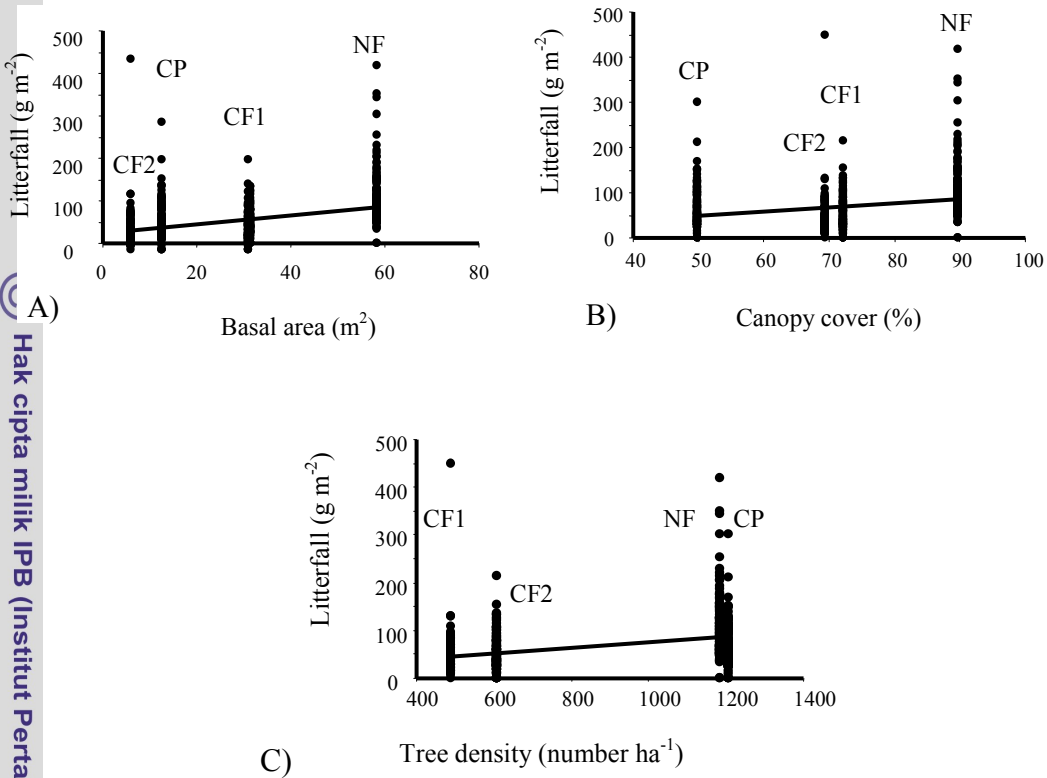 Litterfall (g m-2)
500
400
300
200
100
0
CF2
CP
CF1
NF
0 20 40 60 80
A)
Basal area (m2)
Litterfall (g m-2)
500
400
300
200
100
0
CP
CF2
CF1
NF
40 50 60 70 80 90 100
B)
Canopy cover (%)
Litterfall (g m-2)
500
400
300
200
100
0
CF1
CF2
NF
CP
400 600 800 1000 1200 1400
C)
Tree density (number ha-1)
Hak cipta milik IPB (Institut Perta